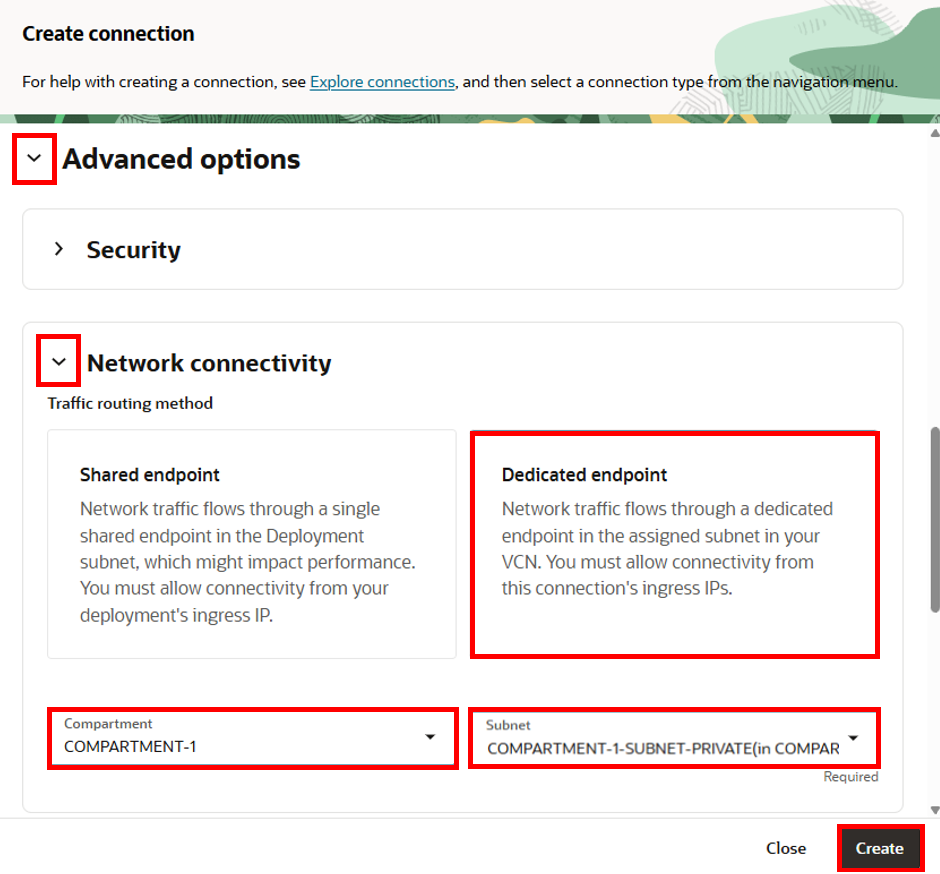 Create connection
For help with creating a connection, see Explore connections, and then select a connection type from the navigation menu.
Advanced options
Security
Network connectivity
Traffic routing method
Shared endpoint
Network traffic flows through a single
shared endpoint in the Deployment
subnet, which might impact performance.
You must allow connectivity from your
deployment's ingress IP.
Dedicated endpoint
Network traffic flows through a dedicated
endpoint in the assigned subnet in your
VCN. You must allow connectivity from
this connection's ingress IPs.
Compartment
COMPARTMENT-1
Subnet
COMPARTMENT-1-SUBNET-PRIVATE(in COMPAR
Required
Close
Create